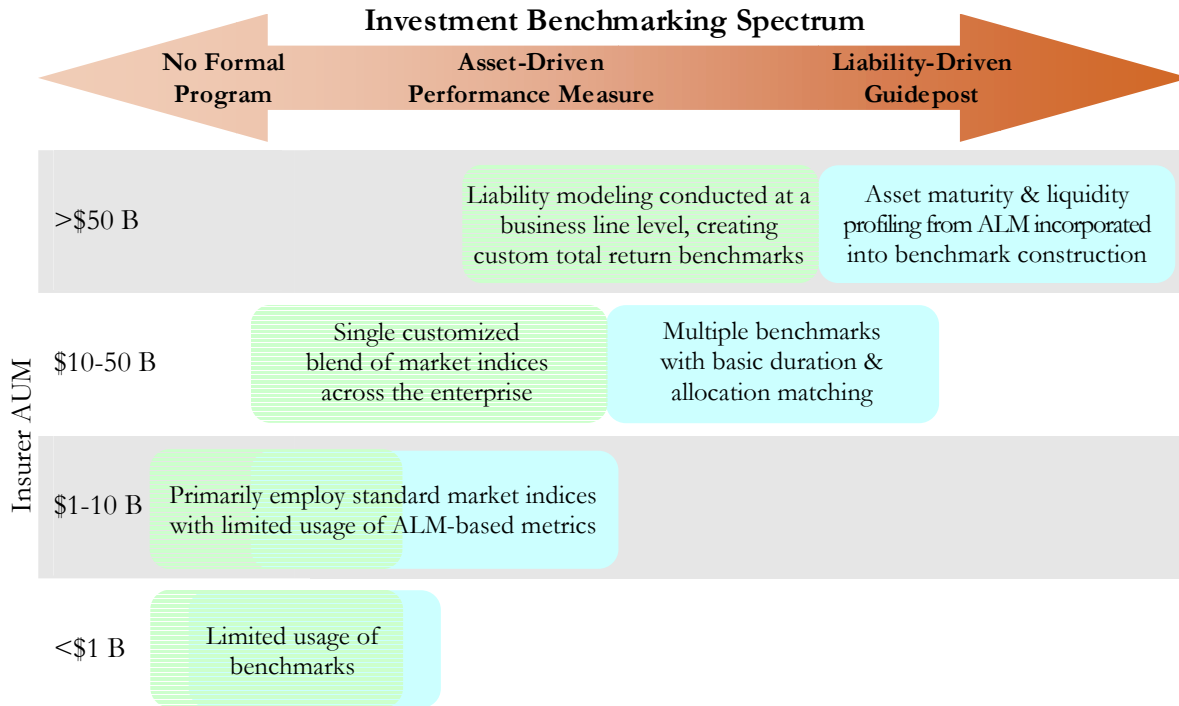 Investment Benchmarking Spectrum
No Formal
Program
Asset-Driven
Performance Measure
Liability-Driven
Guidepost
Insurer AUM
>$50 B
Liability modeling conducted at a
business line level, creating
custom total return benchmarks
Asset maturity & liquidity
profiling from ALM incorporated
into benchmark construction
$10-50 B
Single customized
blend of market indices
across the enterprise
Multiple benchmarks
with basic duration &
allocation matching
$1-10 B
Primarily employ standard market indices
with limited usage of ALM-based metrics
<$1 B
Limited usage of
benchmarks